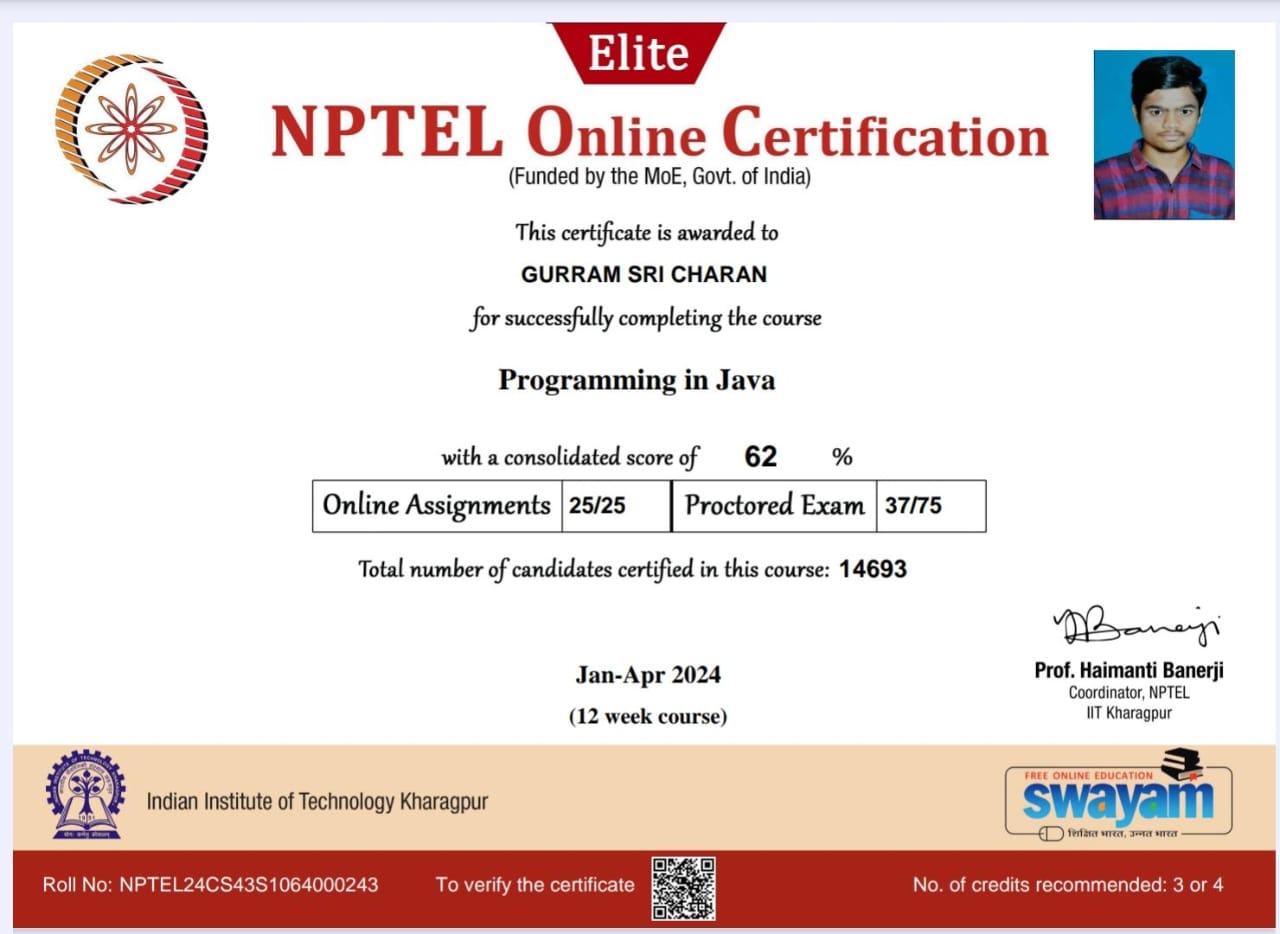 Elite
NPTEL Online Certification
(Funded by the MoE, Govt. of India)
This certificate is awarded to
GURRAM SRI CHARAN
for successfully completing the course
Programming in Java
with a consolidated score of 62 %
Online Assignments 25/25 Proctored Exam 37/75
Total number of candidates certified in this course: 14693
Banerji
Prof. Haimanti Banerji
Coordinator, NPTEL
IIT Kharagpur
Jan-Apr 2024
(12 week course)
Indian Institute of Technology Kharagpur
FREE ONLINE EDUCATION
swayam
शिक्षित भारत, उन्नत भारत
Roll No: NPTEL24CS43S1064000243
To verify the certificate
No. of credits recommended: 3 or 4